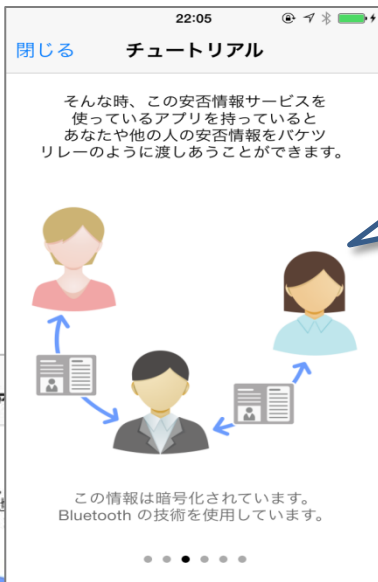 22:05
閉じる チュートリアル
そんな時、この安否情報サービスを
使っているアプリを持っていると
あなたや他の人の安否情報をバケツ
リレーのように渡しあうことができます。
この情報は暗号化されています。
Bluetooth の技術を使用しています。